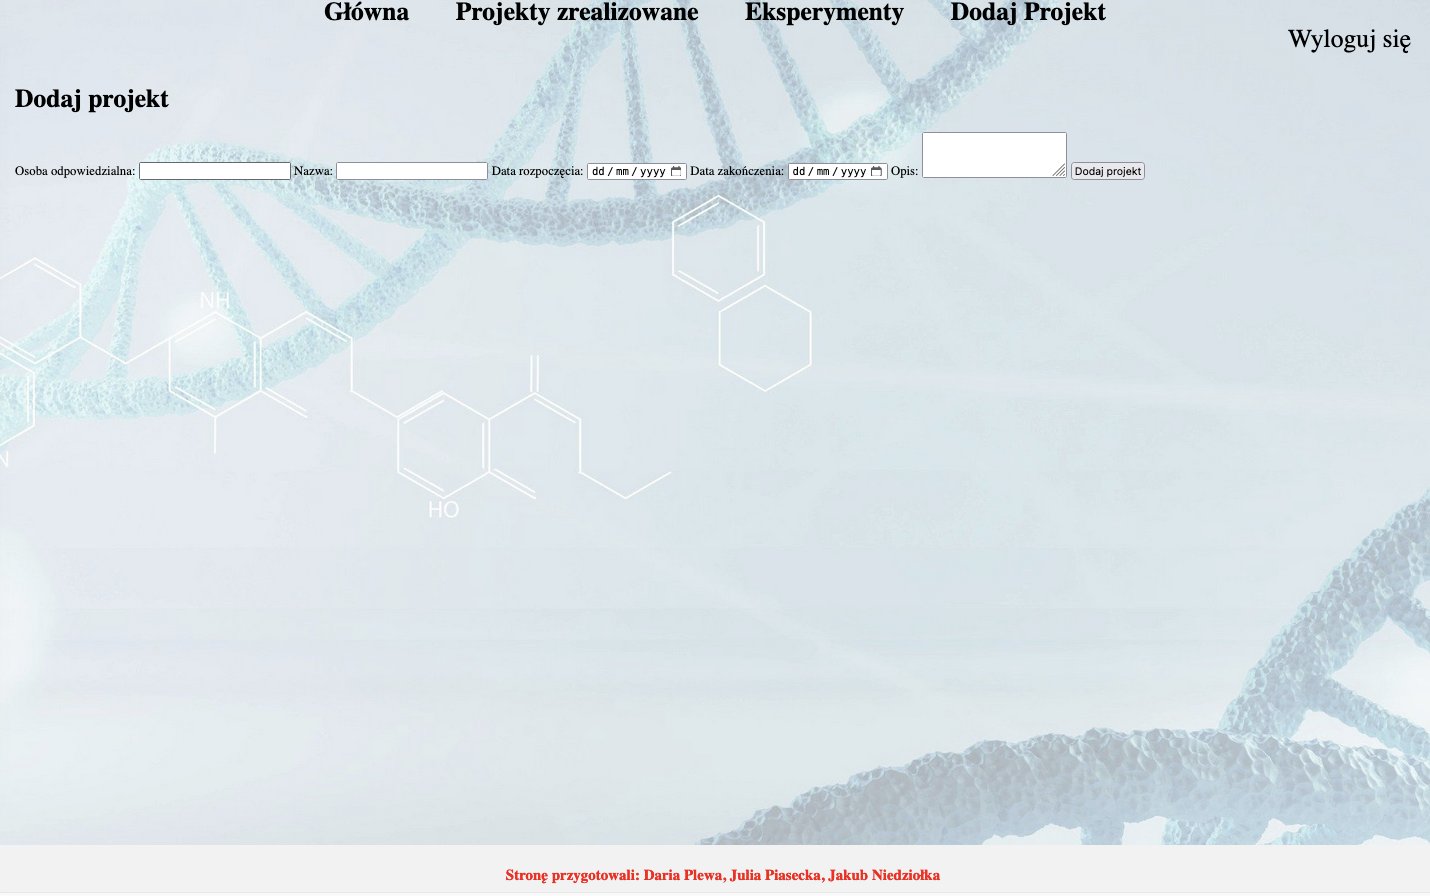 Główna Projekty zrealizowane Eksperymenty Dodaj Projekt
Wyloguj się
Dodaj projekt
Osoba odpowiedzialna: Nazwa: Data rozpoczęcia: dd/mm/yyyy Data zakończenia: dd/mm/yyyy Opis: Dodaj projekt
NH
N
HO
Stronę przygotowali: Daria Plewa, Julia Piasecka, Jakub Niedziołka